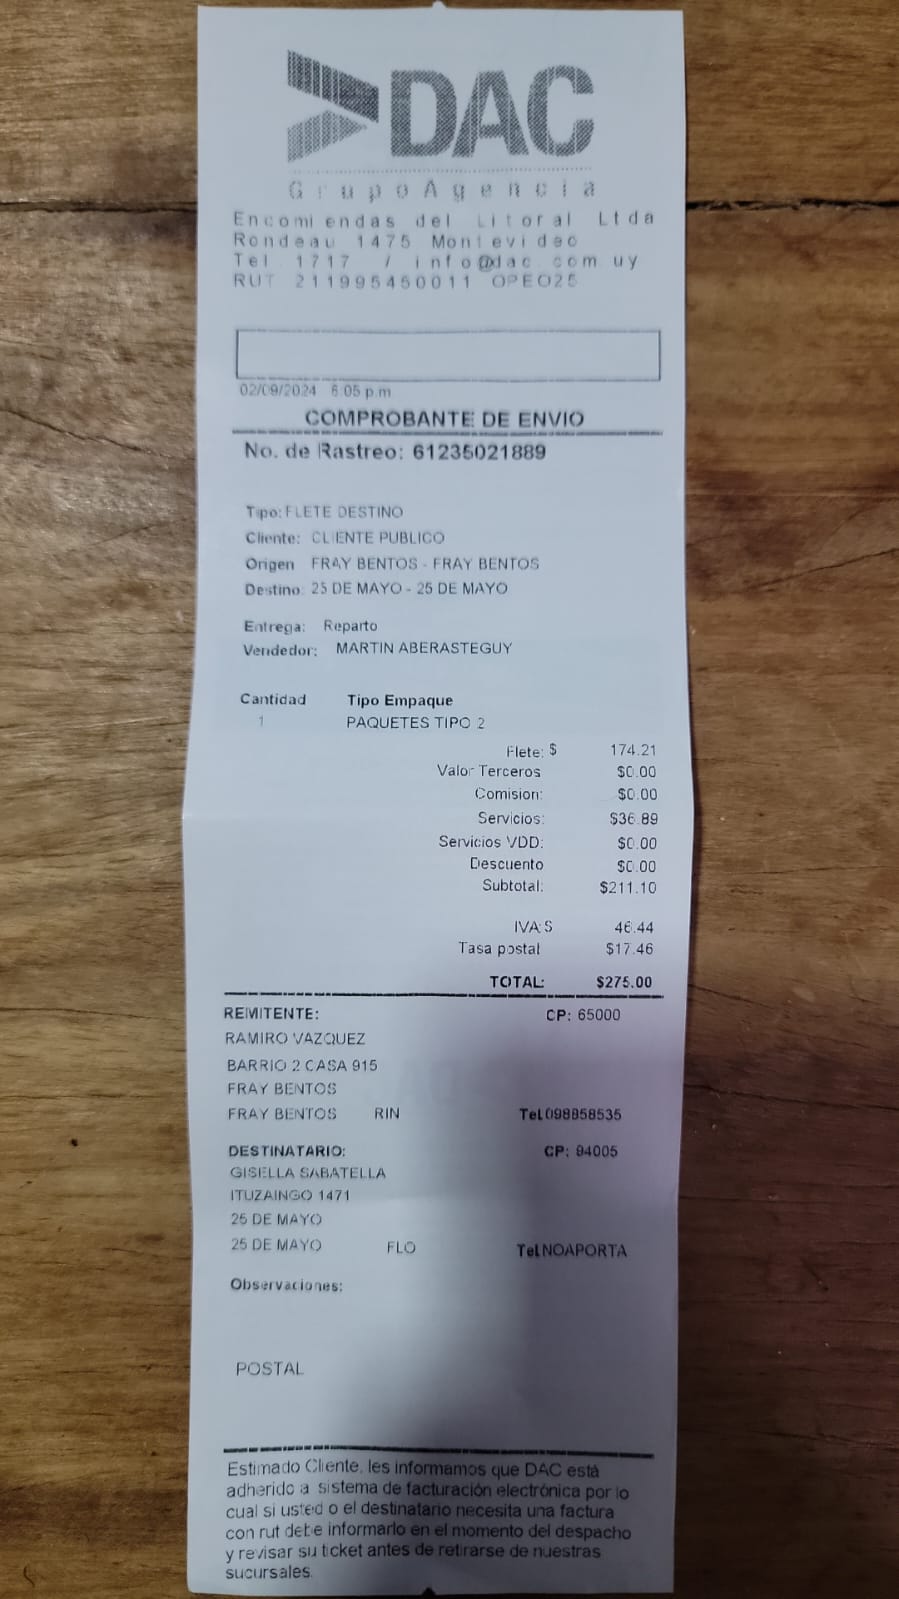 DAC
GrupoAgencia
Encomiendas del Litoral Ltda
Rondeau 1475 Montevideo
Tel 1717 / info@dac.com.uy
RUT 211995450011 OPEO25
02/09/2024 6:05 p.m
COMPROBANTE DE ENVIO
No. de Rastreo: 61235021889
Tipo: FLETE DESTINO
Cliente: CLIENTE PUBLICO
Origen FRAY BENTOS - FRAY BENTOS
Destino: 25 DE MAYO - 25 DE MAYO
Entrega: Reparto
Vendedor: MARTIN ABERASTEGUY
Cantidad Tipo Empaque
1 PAQUETES TIPO 2
Flete: $ 174.21
Valor Terceros $0.00
Comision: $0.00
Servicios: $36.89
Servicios VDD: $0.00
Descuento $0.00
Subtotal: $211.10
IVA:$ 46.44
Tasa postal $17.46
TOTAL: $275.00
REMITENTE: CP: 65000
RAMIRO VAZQUEZ
BARRIO 2 CASA 915
FRAY BENTOS
FRAY BENTOS RIN Tel.098858535
DESTINATARIO: CP: 94005
GISELLA SABATELLA
ITUZAINGO 1471
25 DE MAYO
25 DE MAYO FLO Tel.NOAPORTA
Observaciones:
POSTAL
Estimado Cliente, les informamos que DAC está
adherido a sistema de facturación electrónica por lo
cual si usted o el destinatario necesita una factura
con rut debe informarlo en el momento del despacho
y revisar su ticket antes de retirarse de nuestras
sucursales.